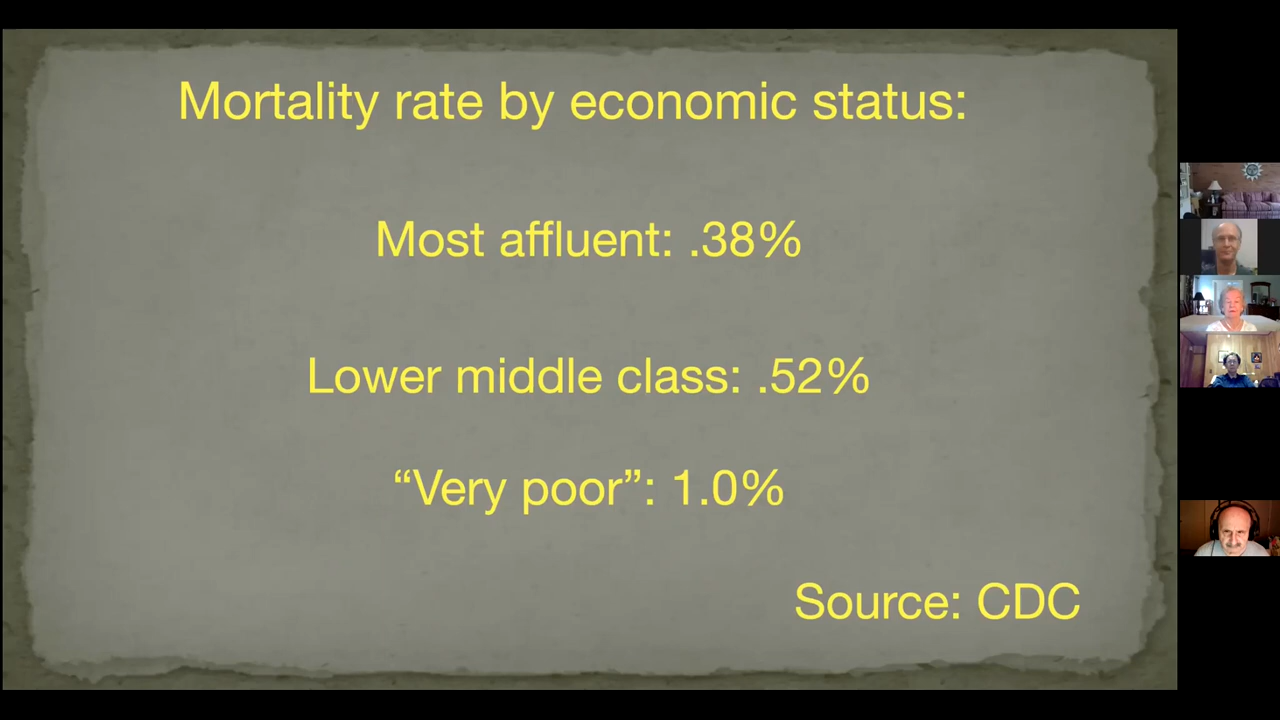 Mortality rate by economic status:
Most affluent: .38%
Lower middle class: .52%
“Very poor”: 1.0%
Source: CDC